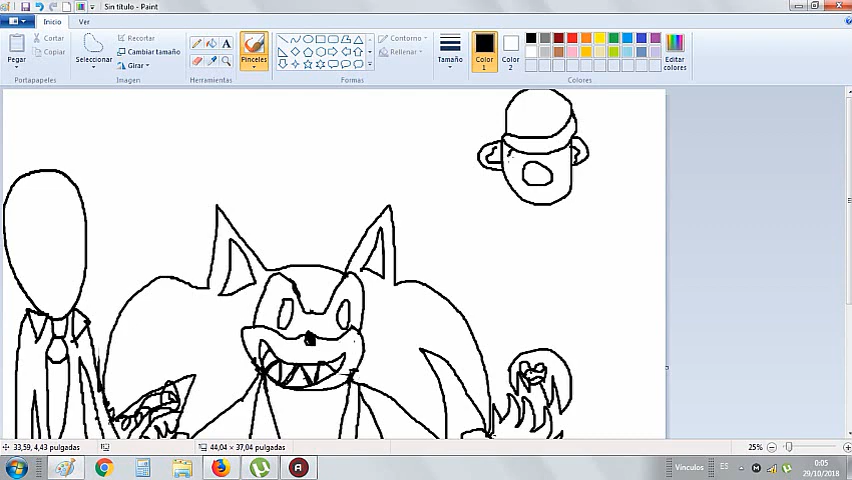 Sin título - Paint
Inicio Ver
Pegar
Cortar
Copiar
Portapapeles
Seleccionar
Recortar
Cambiar tamaño
Girar
Imagen
Herramientas
Pinceles
Contorno
Rellenar
Formas
Tamaño
Color 1
Color 2
Editar colores
Colores
33,59, 4,43 pulgadas
44,04 × 37,04 pulgadas
25%
Vínculos
ES
0:05
29/10/2018